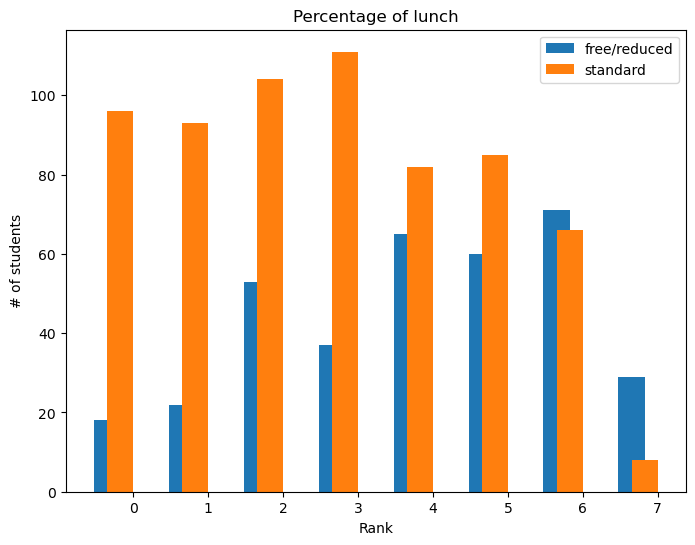 Percentage of lunch
free/reduced
standard
# of students
100
80
60
40
20
0
0 1 2 3 4 5 6 7
Rank